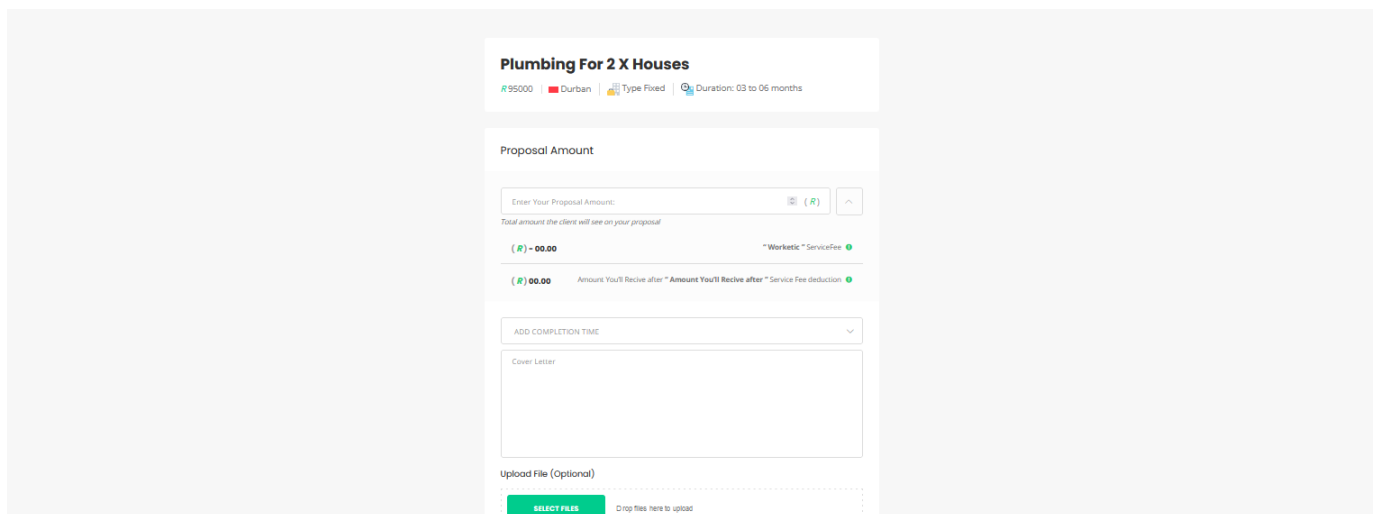 Plumbing For 2 X Houses
R 95000 Durban Type Fixed Duration: 03 to 06 months
Proposal Amount
Enter Your Proposal Amount: ( R )
Total amount the client will see on your proposal
( R ) - 00.00 " Worketic " ServiceFee
( R ) 00.00 Amount You'll Recive after " Amount You'll Recive after " Service Fee deduction
ADD COMPLETION TIME
Cover Letter
Upload File (Optional)
SELECT FILES Drop files here to upload